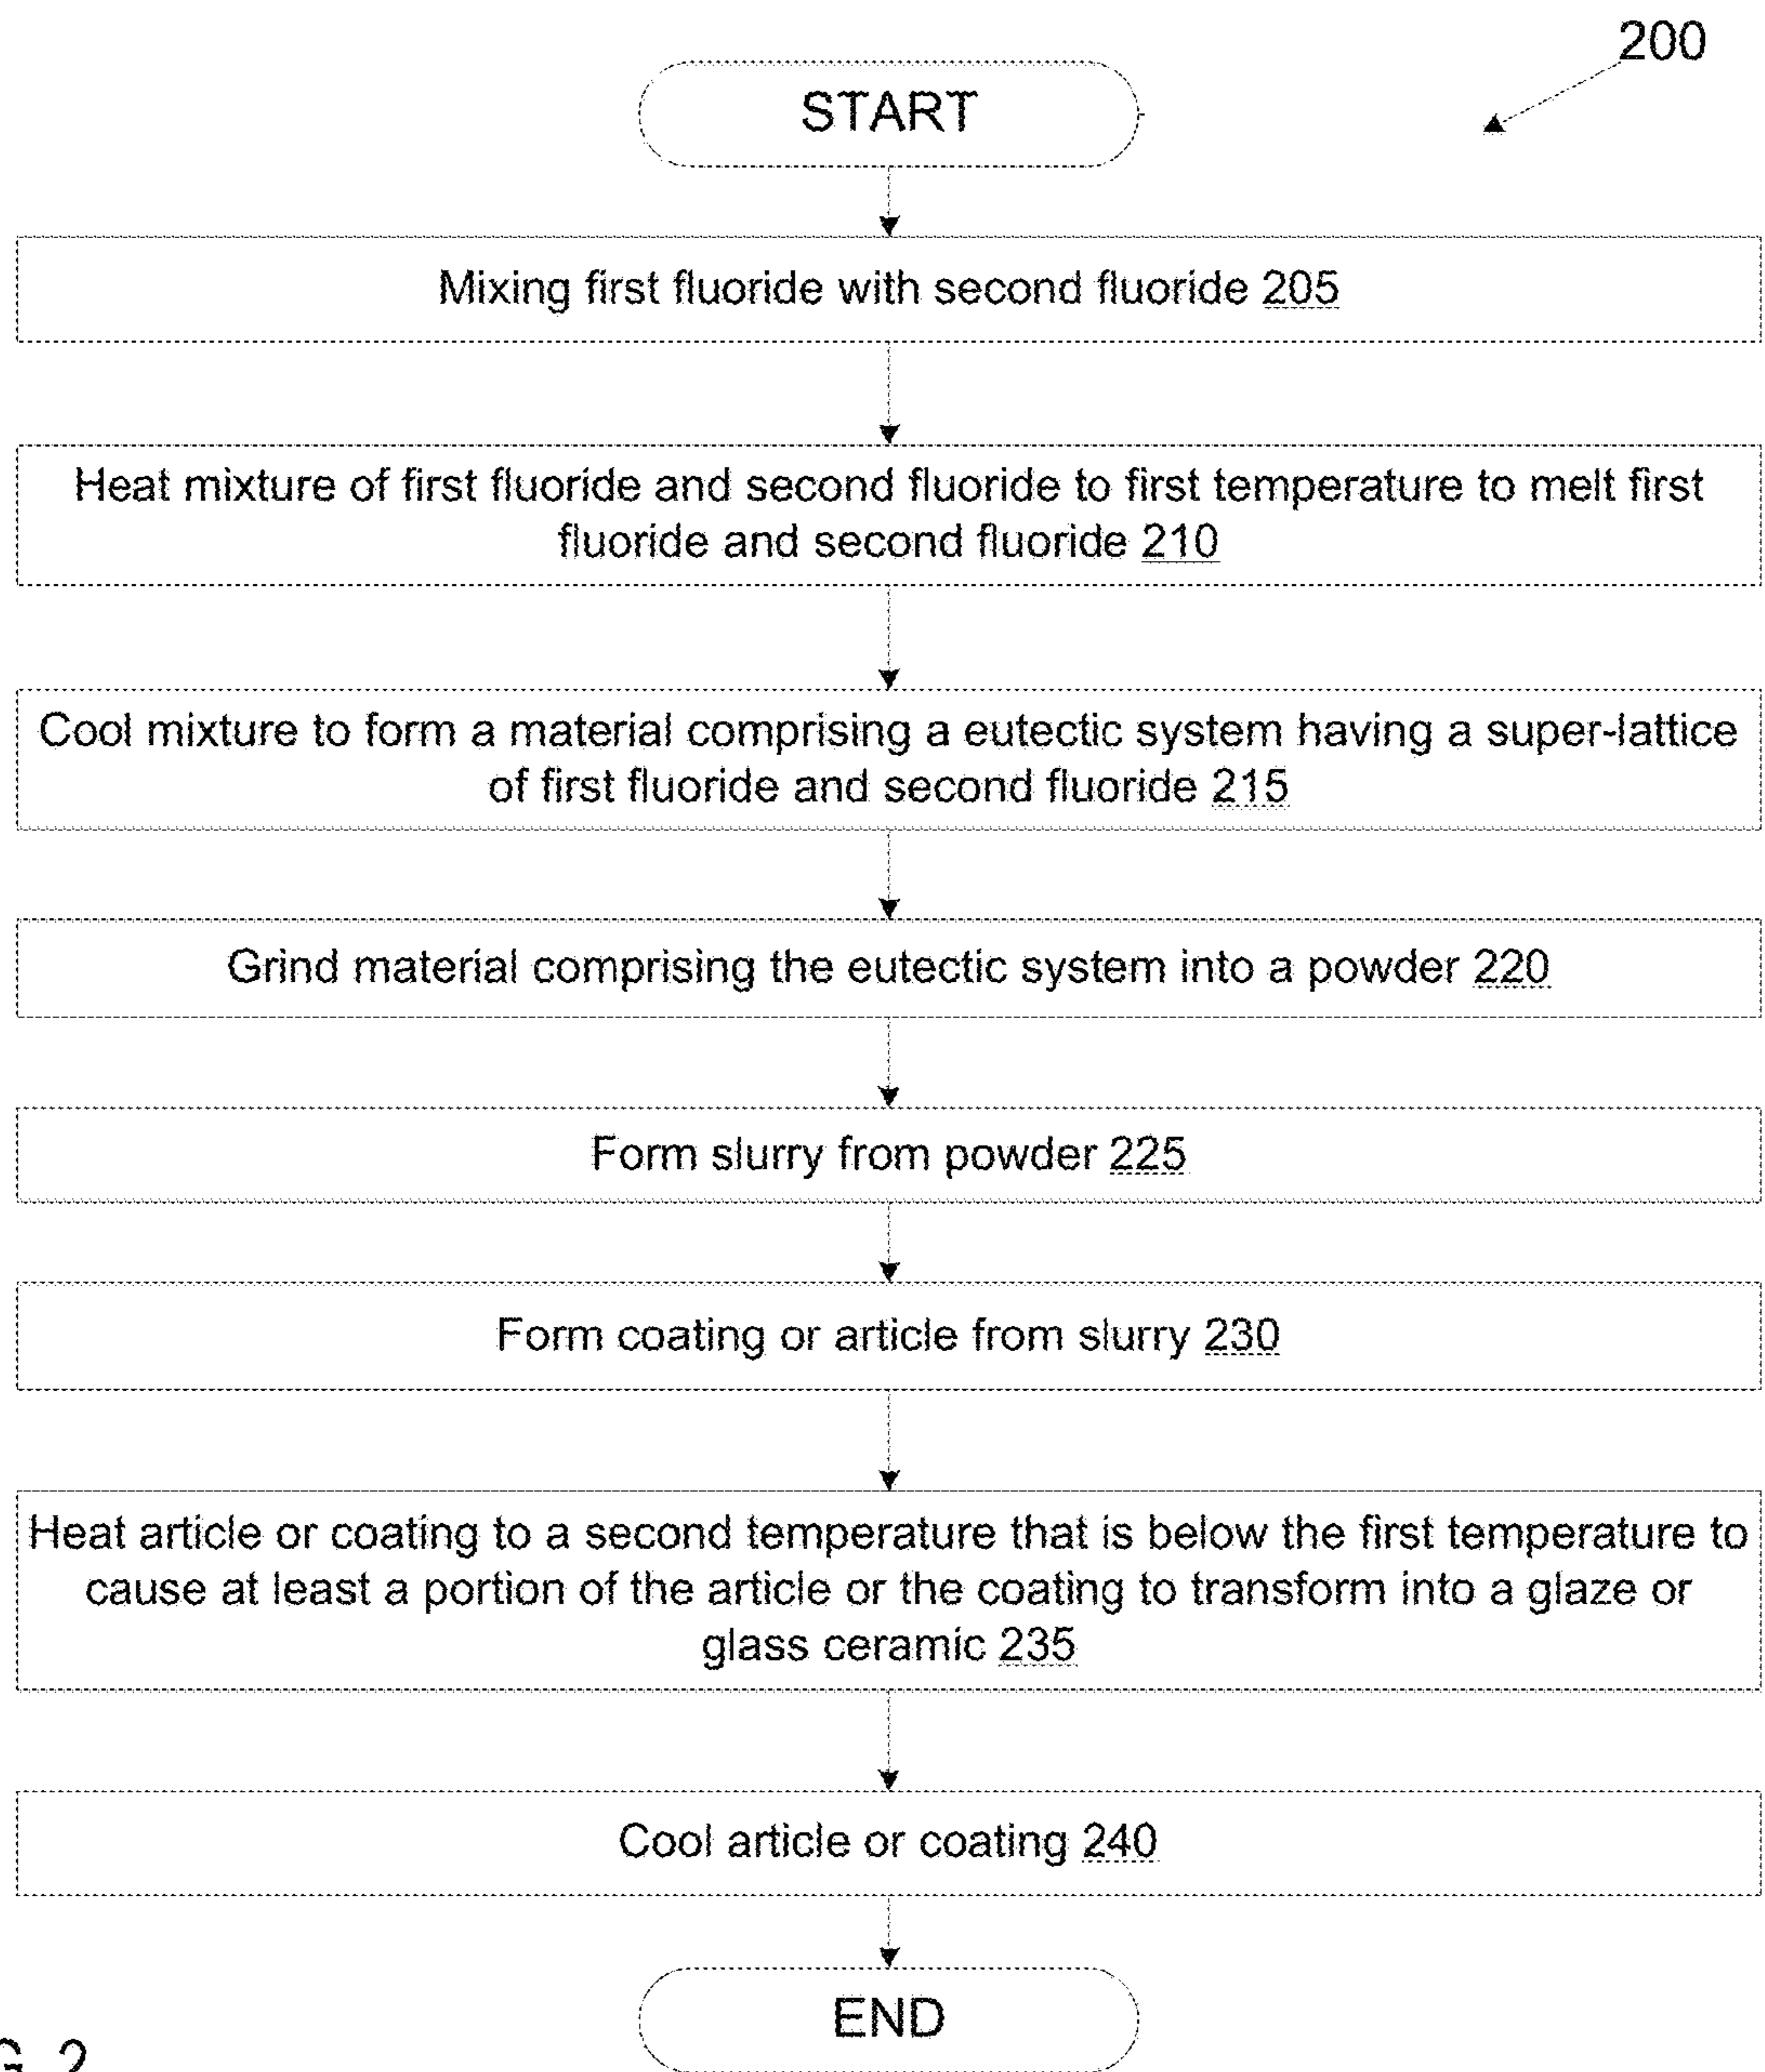 200
START
Mixing first fluoride with second fluoride 205
Heat mixture of first fluoride and second fluoride to first temperature to melt first
fluoride and second fluoride 210
Cool mixture to form a material comprising a eutectic system having a super-lattice
of first fluoride and second fluoride 215
Grind material comprising the eutectic system into a powder 220
Form slurry from powder 225
Form coating or article from slurry 230
Heat article or coating to a second temperature that is below the first temperature to
cause at least a portion of the article or the coating to transform into a glaze or
glass ceramic 235
Cool article or coating 240
END
2